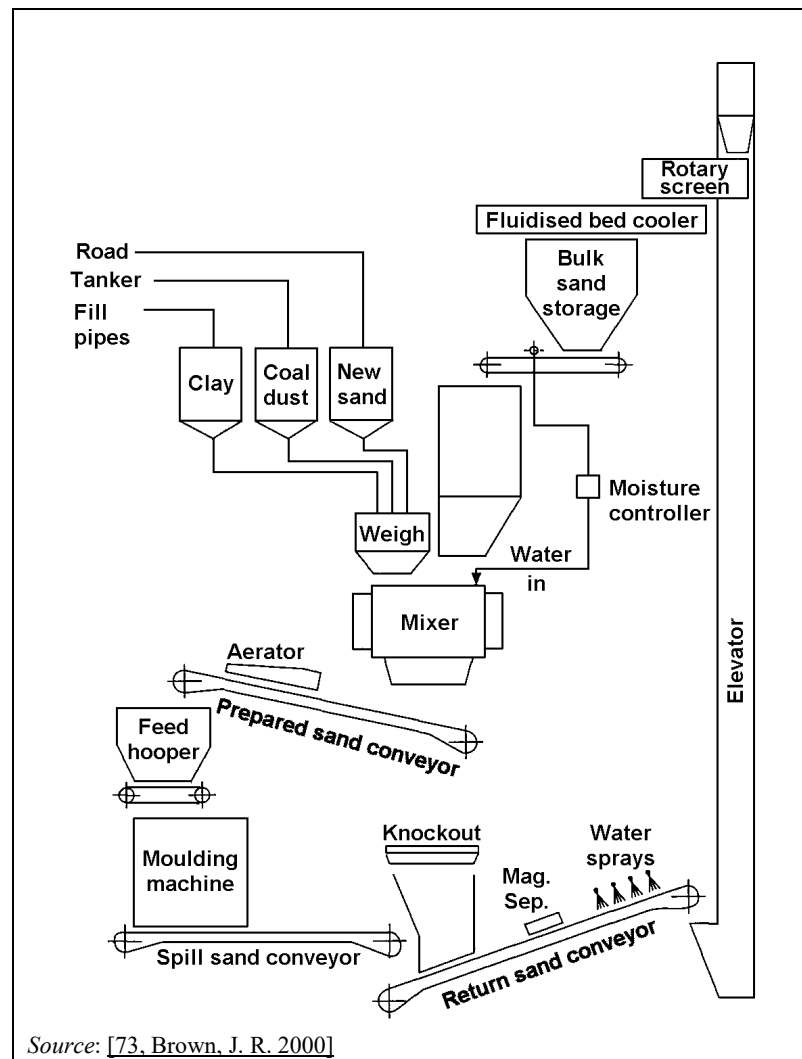 Rotary
screen
Fluidised bed cooler
Bulk
sand
storage
Road
Tanker
Fill
pipes
Clay
Coal
dust
New
sand
Moisture
controller
Weigh
Water
in
Mixer
Elevator
Aerator
Prepared sand conveyor
Feed
hooper
Moulding
machine
Knockout
Water
sprays
Mag.
Sep.
Spill sand conveyor
Return sand conveyor
Source: [73, Brown, J. R. 2000]